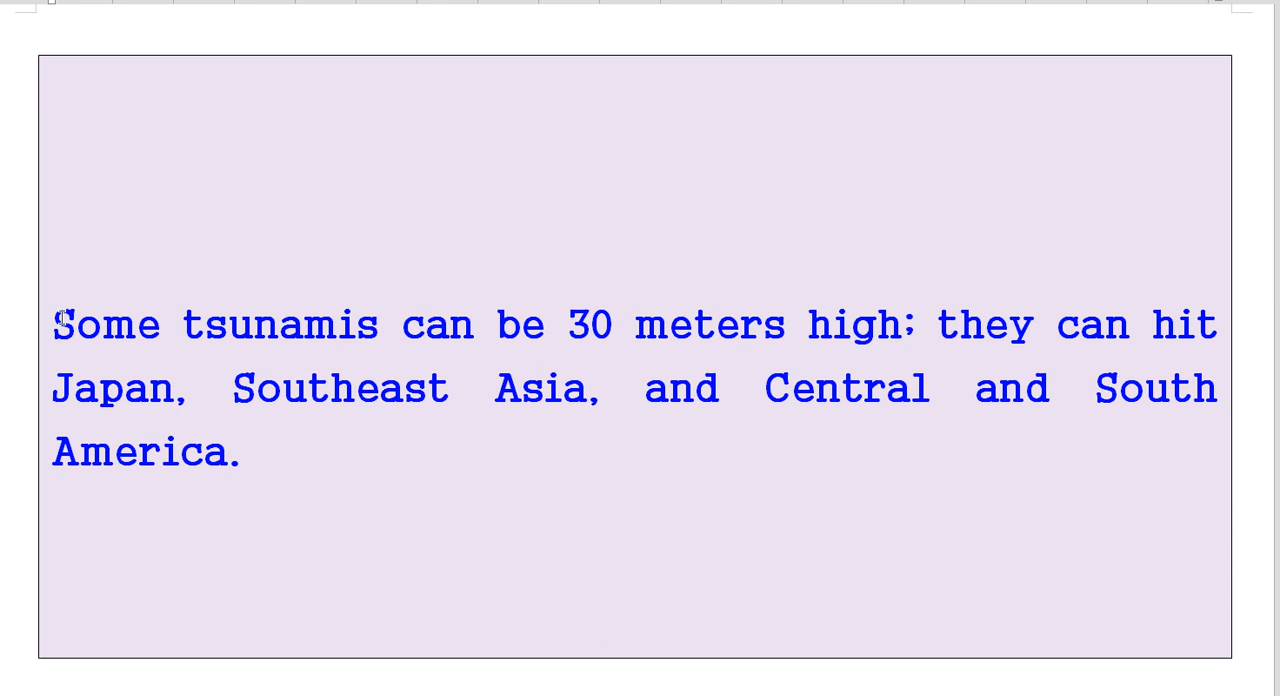 Some tsunamis can be 30 meters high; they can hit
Japan, Southeast Asia, and Central and South
America.